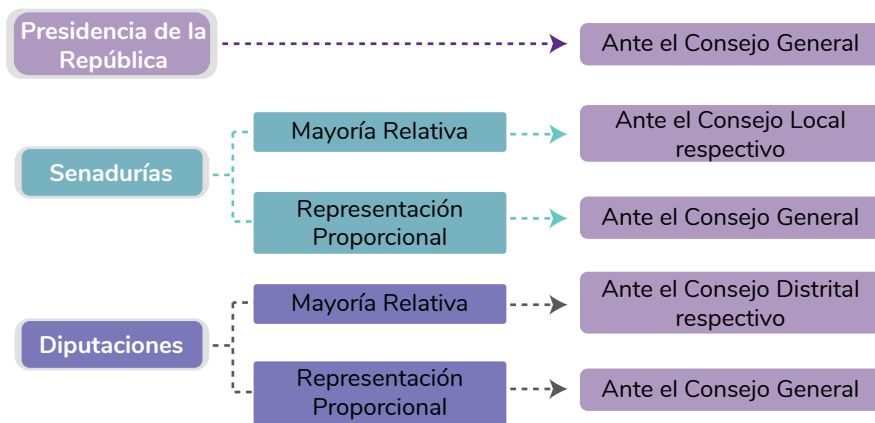 Presidencia de la
República
Ante el Consejo General
Senadurías
Mayoría Relativa
Ante el Consejo Local
respectivo
Representación
Proporcional
Ante el Consejo General
Diputaciones
Mayoría Relativa
Ante el Consejo Distrital
respectivo
Representación
Proporcional
Ante el Consejo General